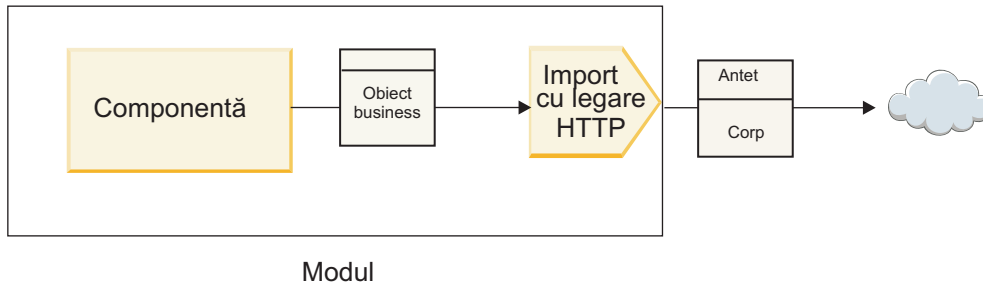 Componentă
Obiect
business
Import
cu legare
HTTP
Antet
Corp
Modul